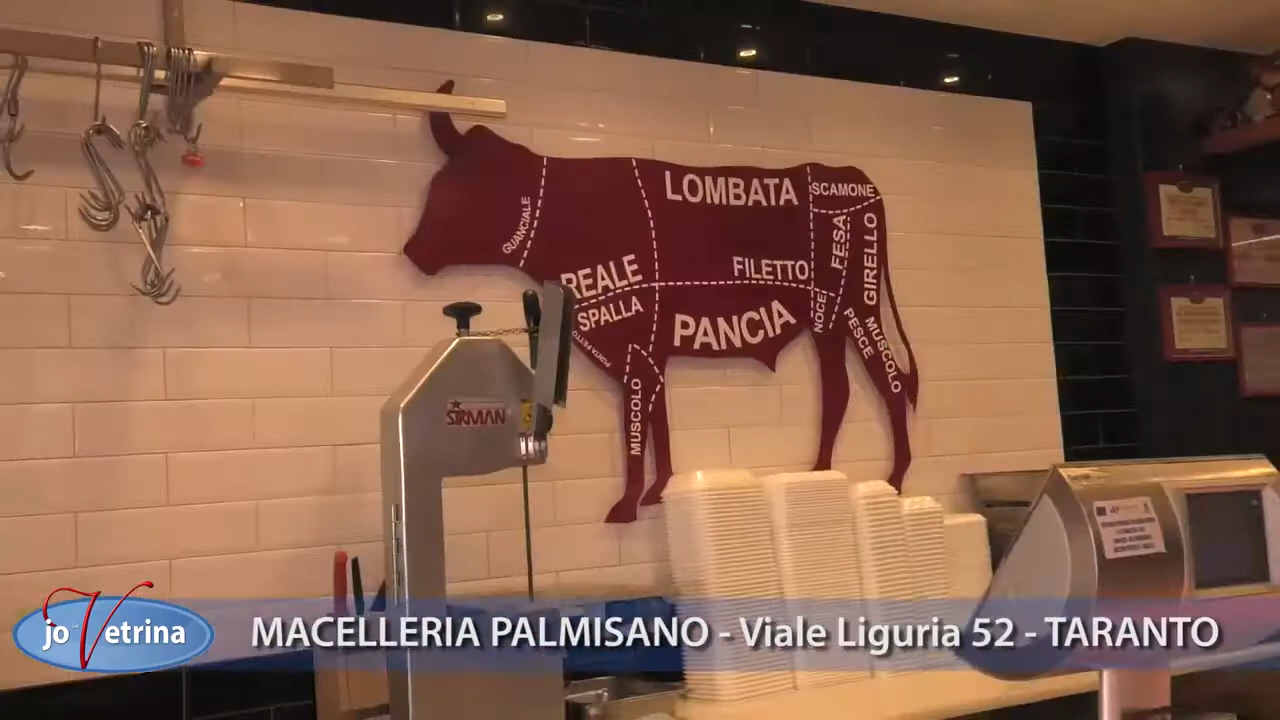 LOMBATA
SCAMONE
GUANCIALE
FESA
GIRELLO
REALE
FILETTO
SPALLA
PANCIA
NOCE
PESCE
MUSCOLO
PUNTA PETTO
MUSCOLO
SIRMAN
jo Vetrina
MACELLERIA PALMISANO - Viale Liguria 52 - TARANTO